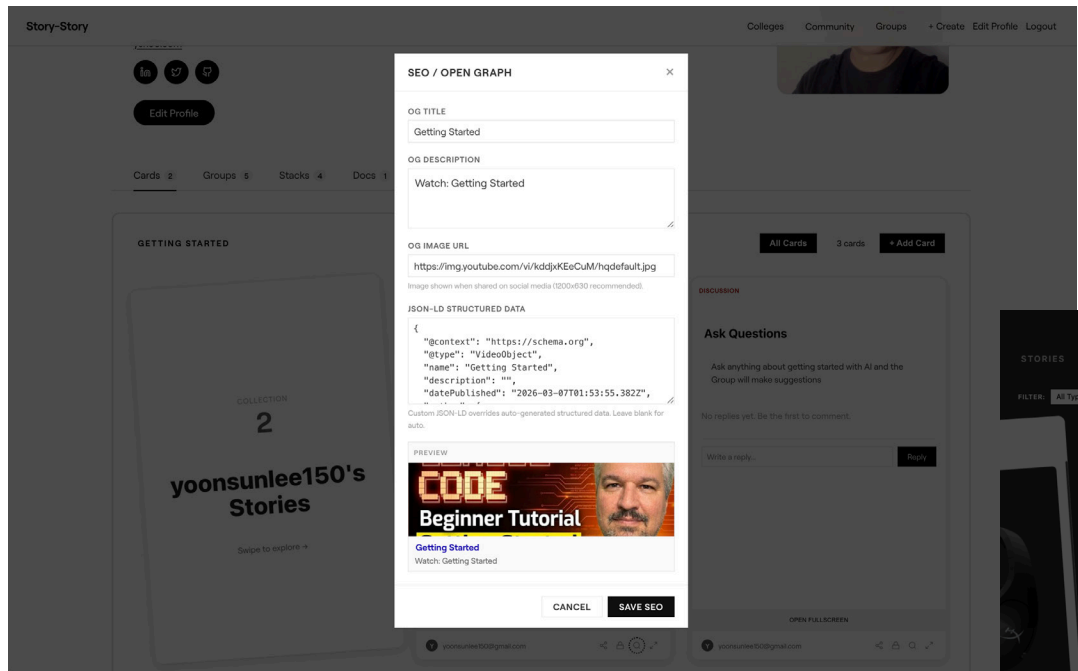 Story-Story
Colleges Community Groups + Create Edit Profile Logout
Edit Profile
Cards 2 Groups 5 Stacks 4 Docs 1
GETTING STARTED
All Cards 3 cards + Add Card
COLLECTION
2
yoonsunlee150's
Stories
Swipe to explore →
SEO / OPEN GRAPH ×
OG TITLE
Getting Started
OG DESCRIPTION
Watch: Getting Started
OG IMAGE URL
https://img.youtube.com/vi/kddjxKEeCuM/hqdefault.jpg
Image shown when shared on social media (1200x630 recommended).
JSON-LD STRUCTURED DATA
{
"@context": "https://schema.org",
"@type": "VideoObject",
"name": "Getting Started",
"description": "",
"datePublished": "2026-03-07T01:53:55.382Z",
Custom JSON-LD overrides auto-generated structured data. Leave blank for
auto.
PREVIEW
CODE
Beginner Tutorial
Getting Started
Watch: Getting Started
CANCEL SAVE SEO
DISCUSSION
Ask Questions
Ask anything about getting started with AI and the
Group will make suggestions
No replies yet. Be the first to comment.
Write a reply... Reply
OPEN FULLSCREEN
Y yoonsunlee150@gmail.com
Y yoonsunlee150@gmail.com
STORIES
FILTER: All Typ